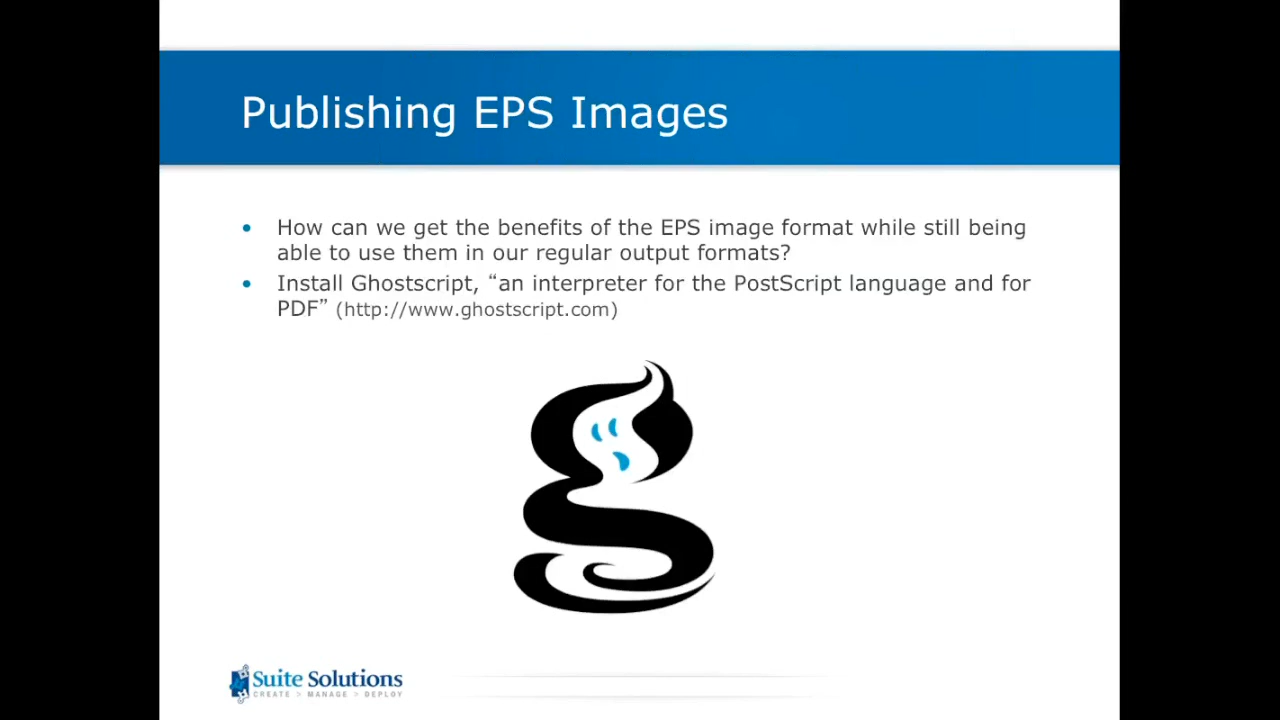 Publishing EPS Images
• How can we get the benefits of the EPS image format while still being
able to use them in our regular output formats?
• Install Ghostscript, “an interpreter for the PostScript language and for
PDF” (http://www.ghostscript.com)
Suite Solutions
CREATE > MANAGE > DEPLOY